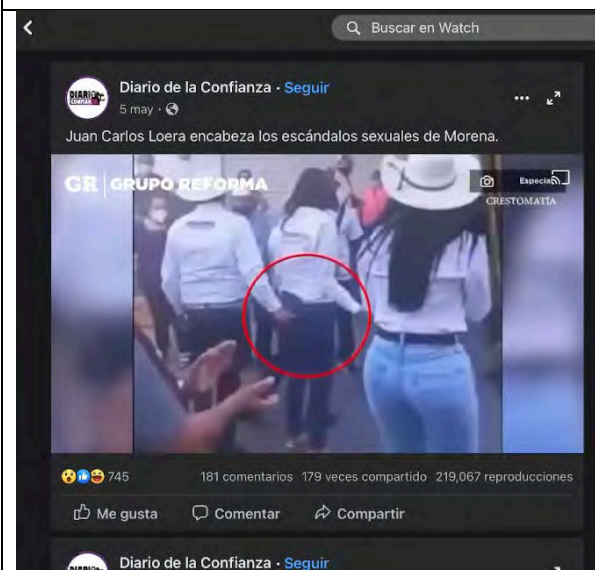 Buscar en Watch
Diario de la Confianza · Seguir
5 may ·
DIARIO
CONFIANZA
Juan Carlos Loera encabeza los escándalos sexuales de Morena.
GR GRUPO REFORMA
Especial
CRESTOMATÍA
745
181 comentarios 179 veces compartido 219,067 reproducciones
Me gusta Comentar Compartir
Diario de la Confianza · Seguir